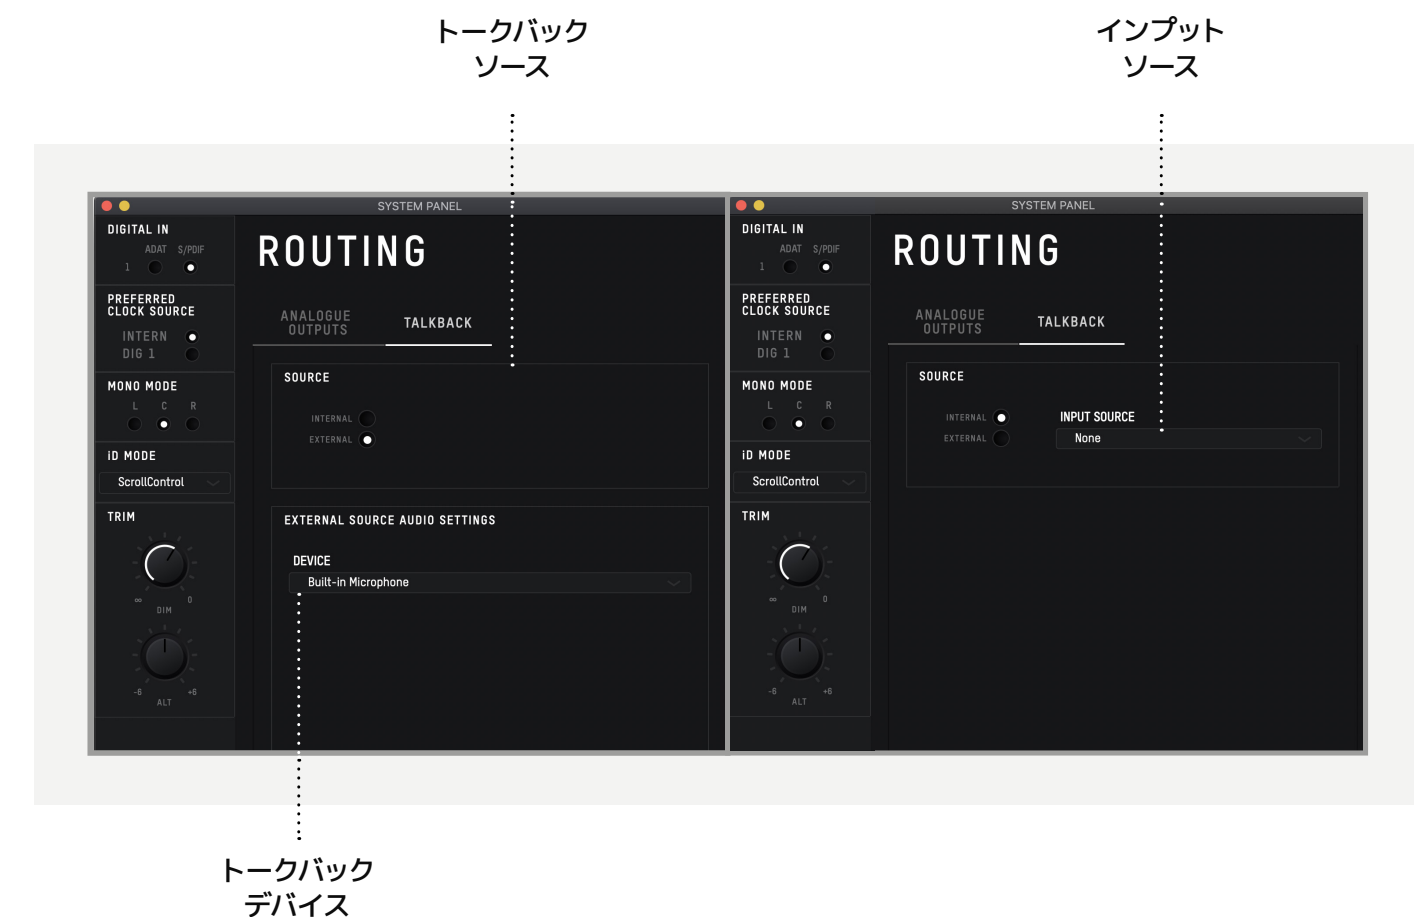 トークバック
ソース
インプット
ソース
SYSTEM PANEL
DIGITAL IN
ADAT S/PDIF
1
PREFERRED
CLOCK SOURCE
INTERN
DIG 1
MONO MODE
L C R
iD MODE
ScrollControl
TRIM
∞ 0
DIM
-6 +6
ALT
ROUTING
ANALOGUE
OUTPUTS
TALKBACK
SOURCE
INTERNAL
EXTERNAL
EXTERNAL SOURCE AUDIO SETTINGS
DEVICE
Built-in Microphone
SYSTEM PANEL
DIGITAL IN
ADAT S/PDIF
1
PREFERRED
CLOCK SOURCE
INTERN
DIG 1
MONO MODE
L C R
iD MODE
ScrollControl
TRIM
∞ 0
DIM
-6 +6
ALT
ROUTING
ANALOGUE
OUTPUTS
TALKBACK
SOURCE
INTERNAL
EXTERNAL
INPUT SOURCE
None
トークバック
デバイス